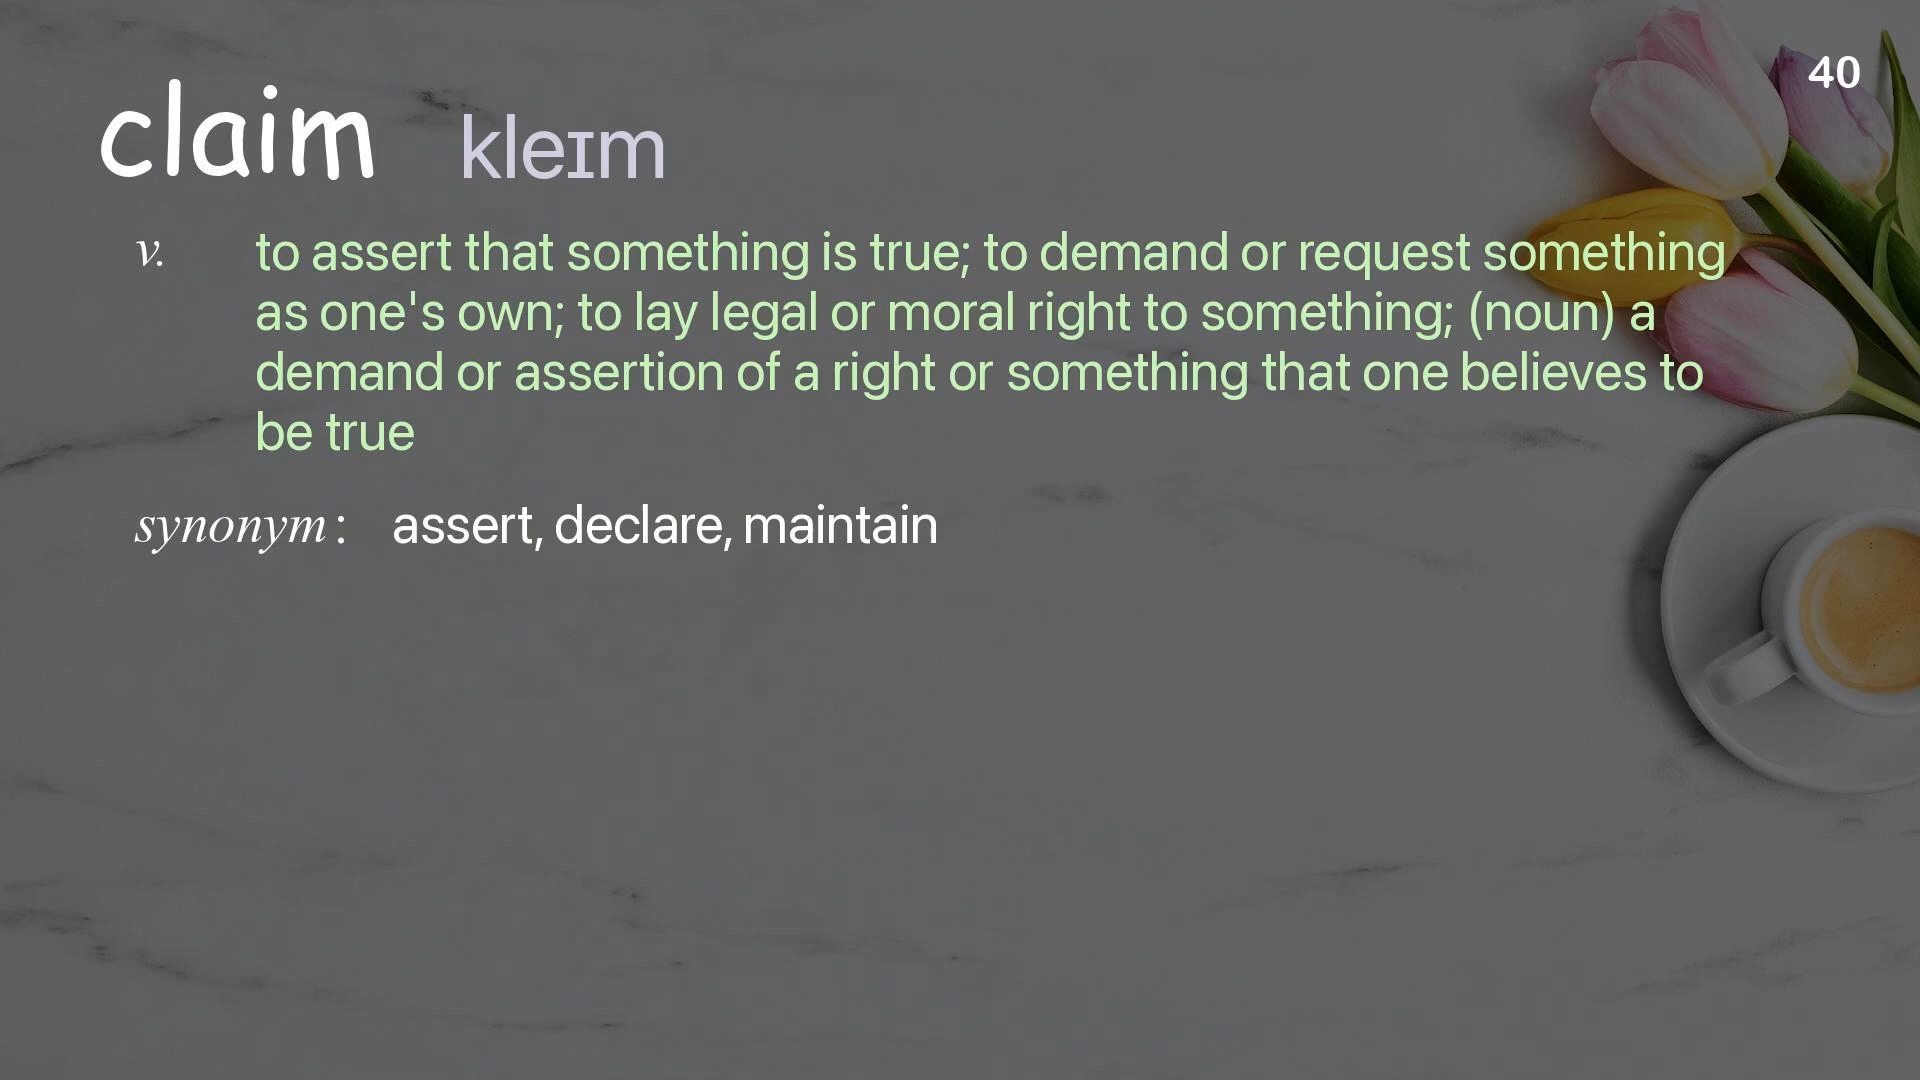 40
claim kleɪm
v. to assert that something is true; to demand or request something
as one's own; to lay legal or moral right to something; (noun) a
demand or assertion of a right or something that one believes to
be true
synonym: assert, declare, maintain